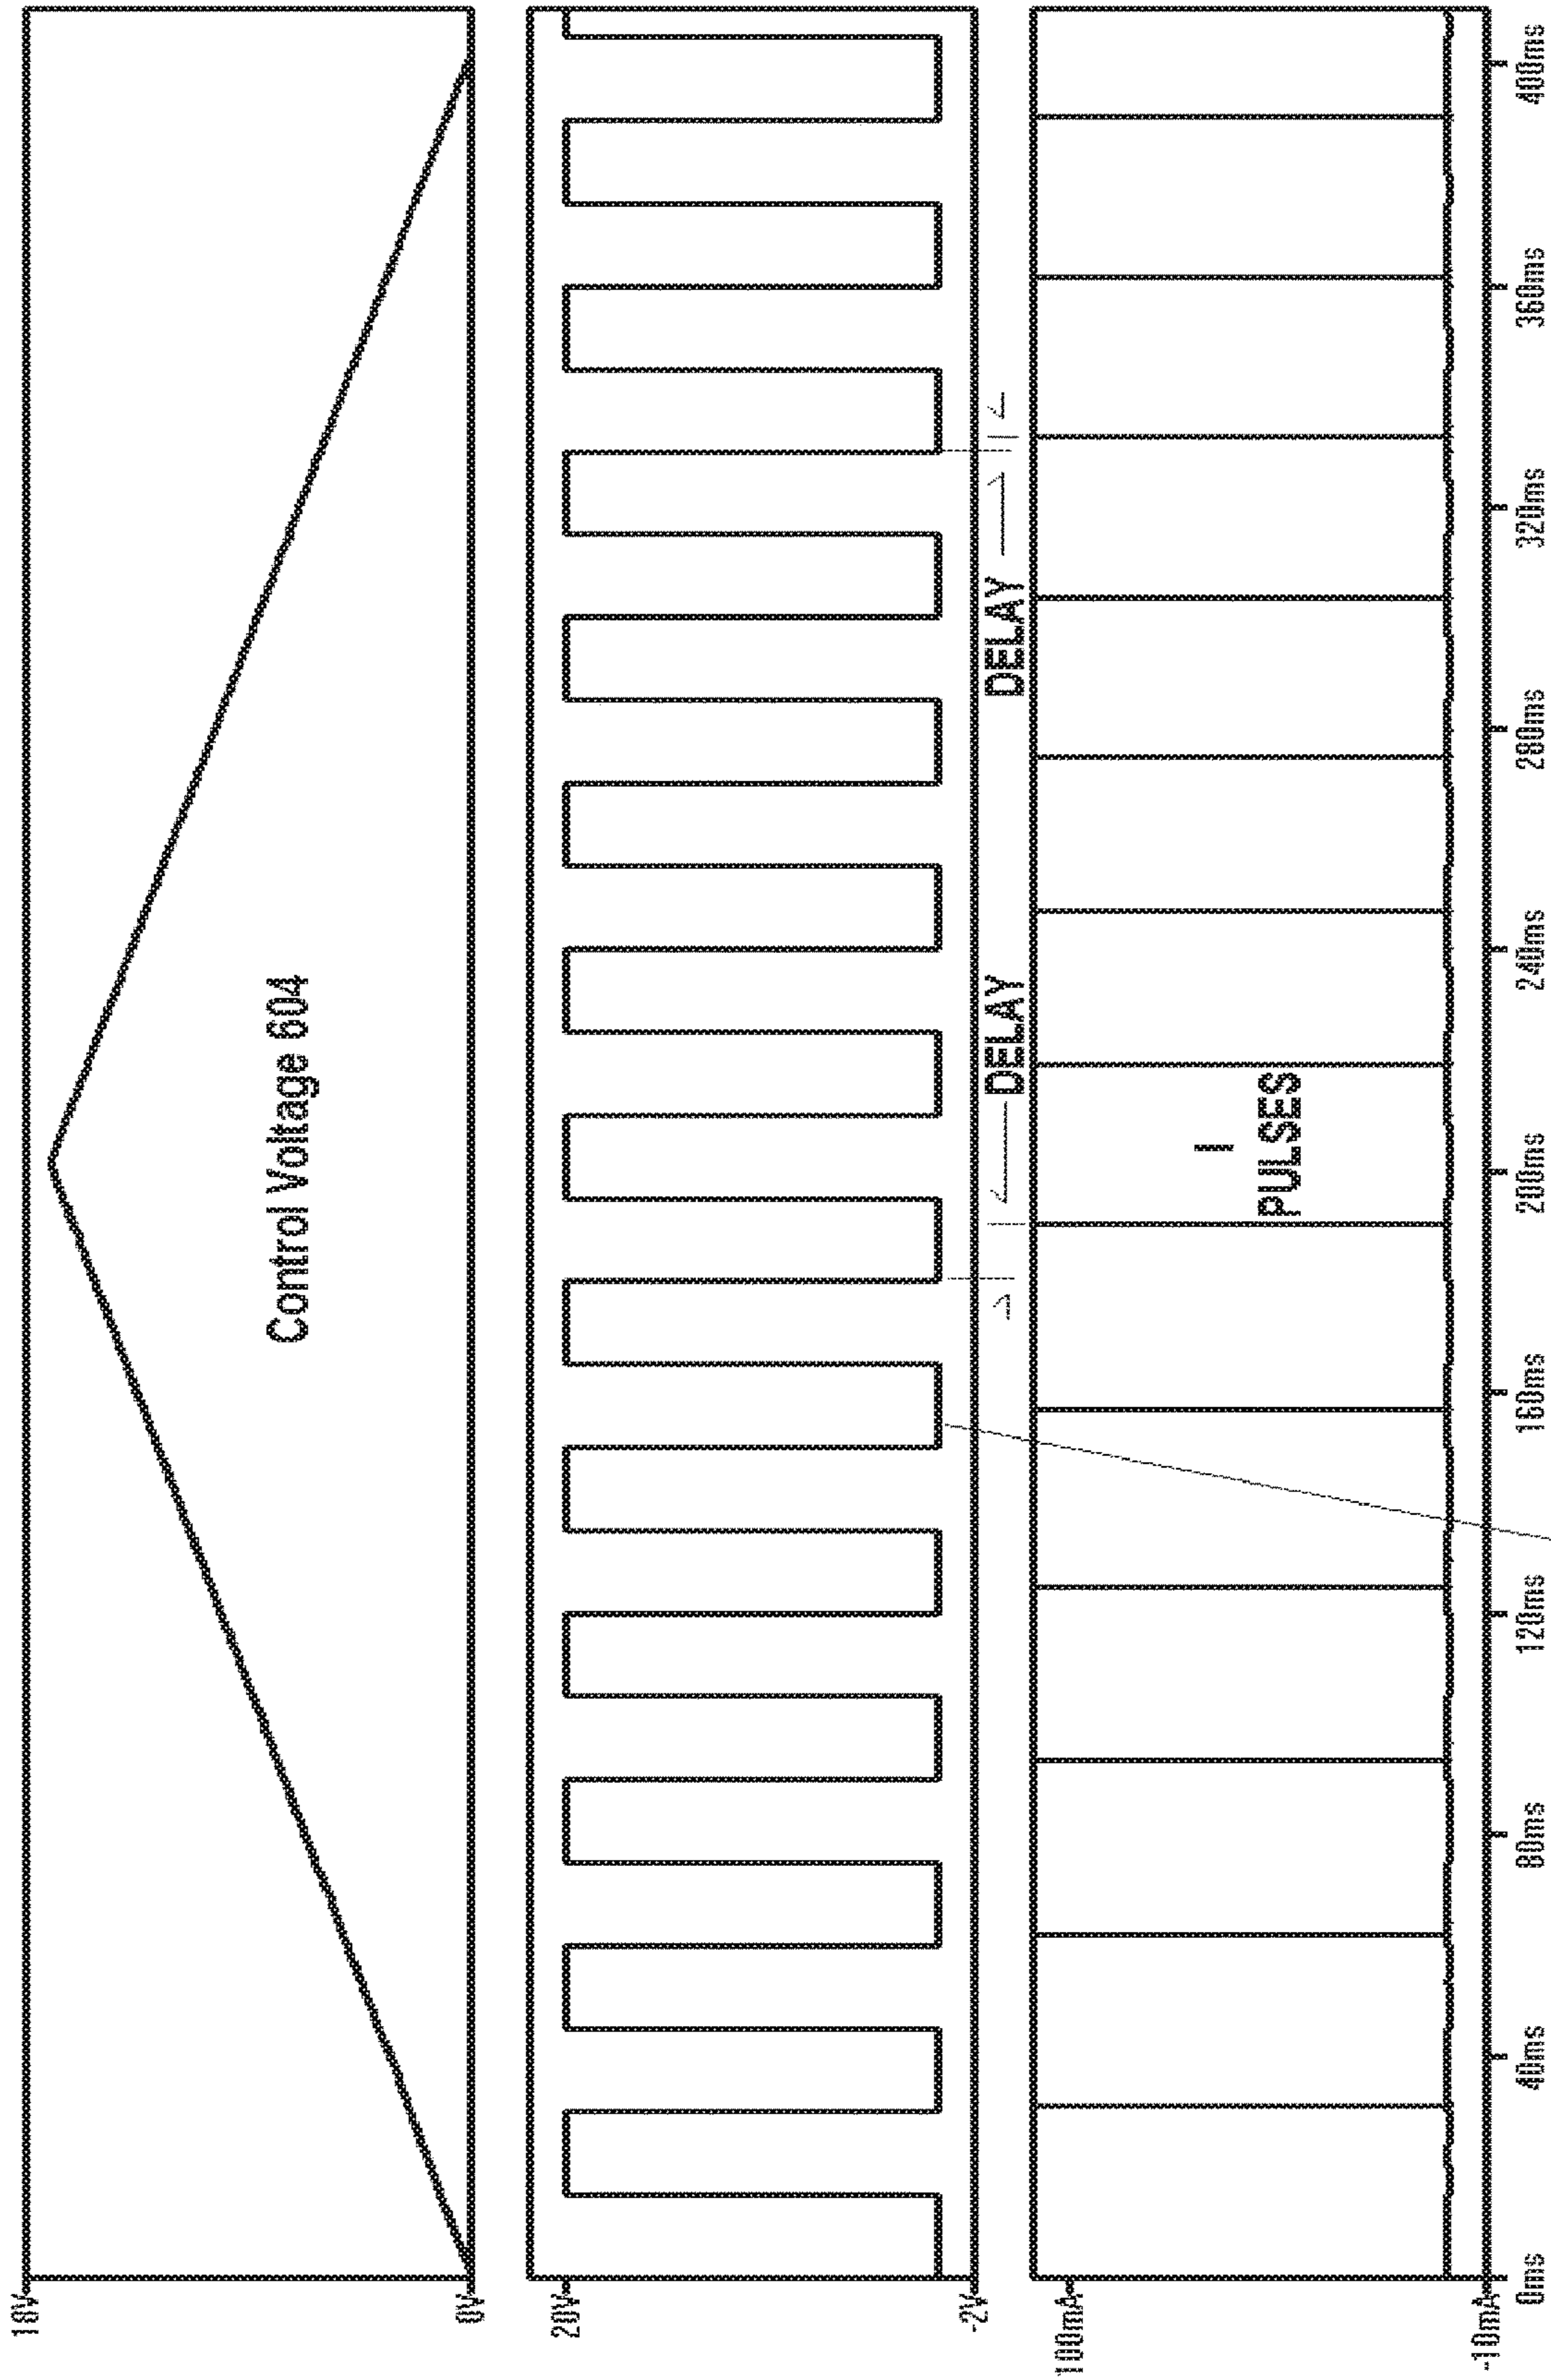 18V
Control Voltage 604
0V
20V
-2V
DELAY
DELAY
100mA
I
PULSES
-10mA
0ms
40ms
80ms
120ms
160ms
200ms
240ms
280ms
320ms
360ms
400ms